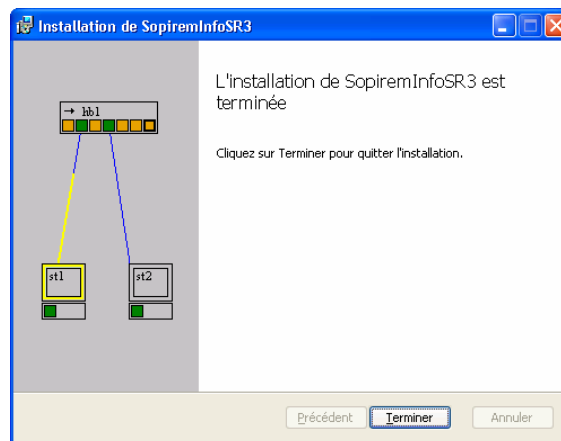 Installation de SopiremInfoSR3
L'installation de SopiremInfoSR3 est
terminée
Cliquez sur Terminer pour quitter l'installation.
→ hb1
st1
st2
Précédent
Terminer
Annuler